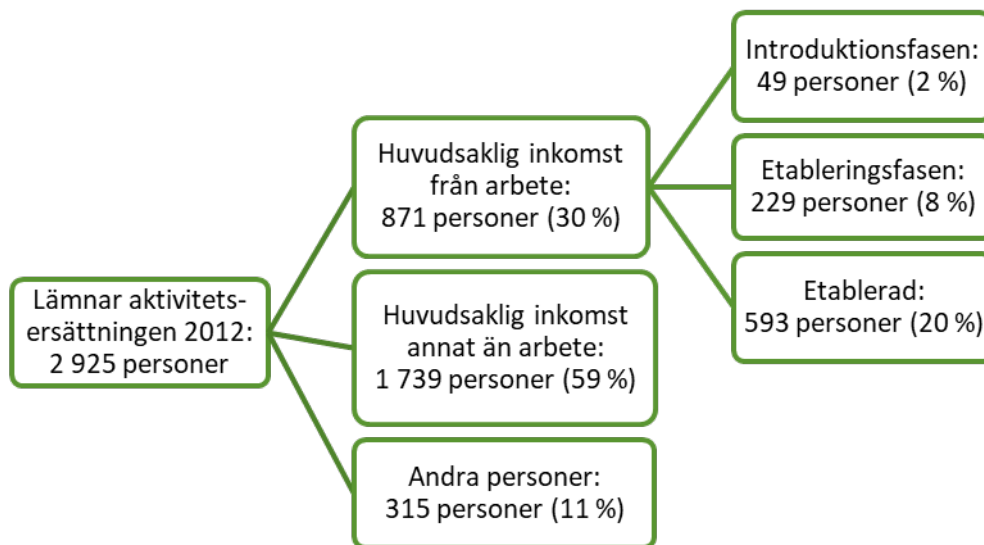 Lämnar aktivitets-
ersättningen 2012:
2 925 personer
Huvudsaklig inkomst
från arbete:
871 personer (30 %)
Huvudsaklig inkomst
annat än arbete:
1 739 personer (59 %)
Andra personer:
315 personer (11 %)
Introduktionsfasen:
49 personer (2 %)
Etableringsfasen:
229 personer (8 %)
Etablerad:
593 personer (20 %)